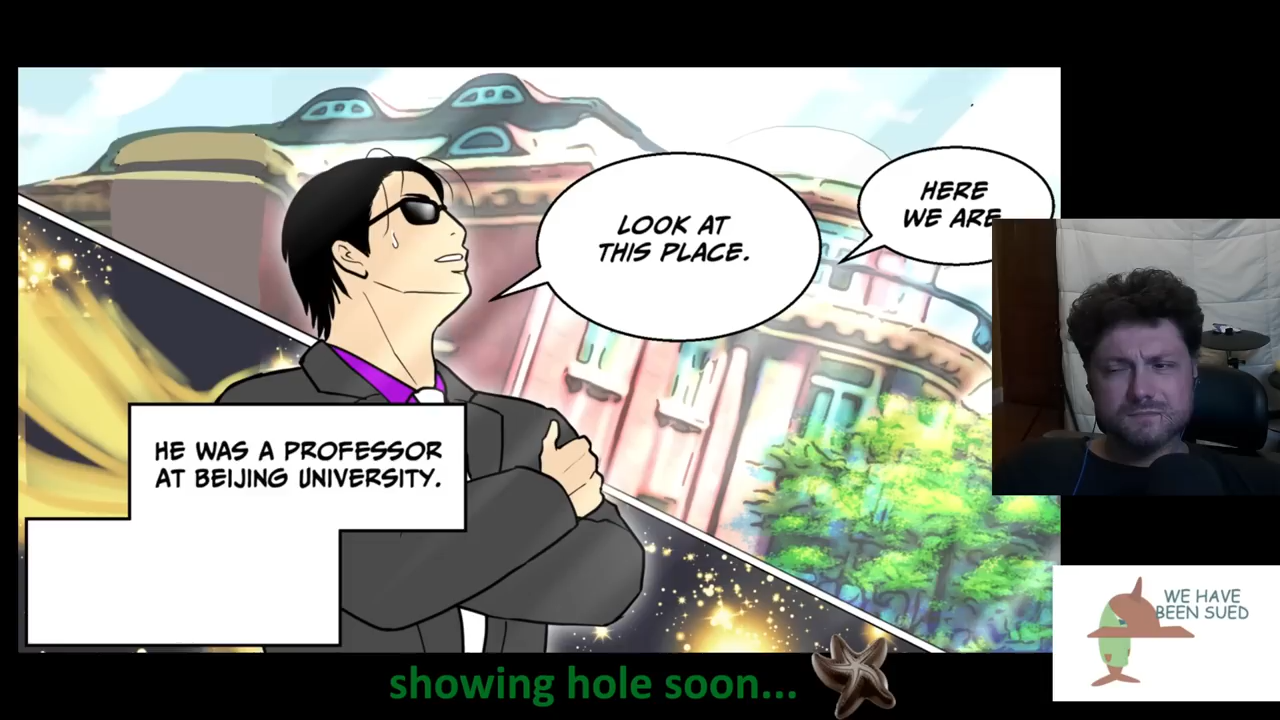 HERE
WE ARE
LOOK AT
THIS PLACE.
HE WAS A PROFESSOR
AT BEIJING UNIVERSITY.
WE HAVE
BEEN SUED
showing hole soon...